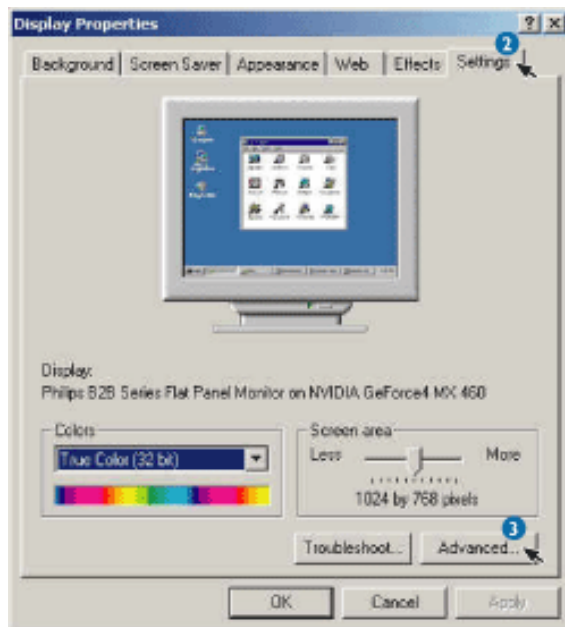 Display Properties
2
Background Screen Saver Appearance Web Effects Settings
Display:
Philips B2B Series Flat Panel Monitor on NVIDIA GeForce4 MX 460
Colors
True Color (32 bit)
Screen area
Less More
1024 by 768 pixels
3
Troubleshoot... Advanced...
OK Cancel Apply